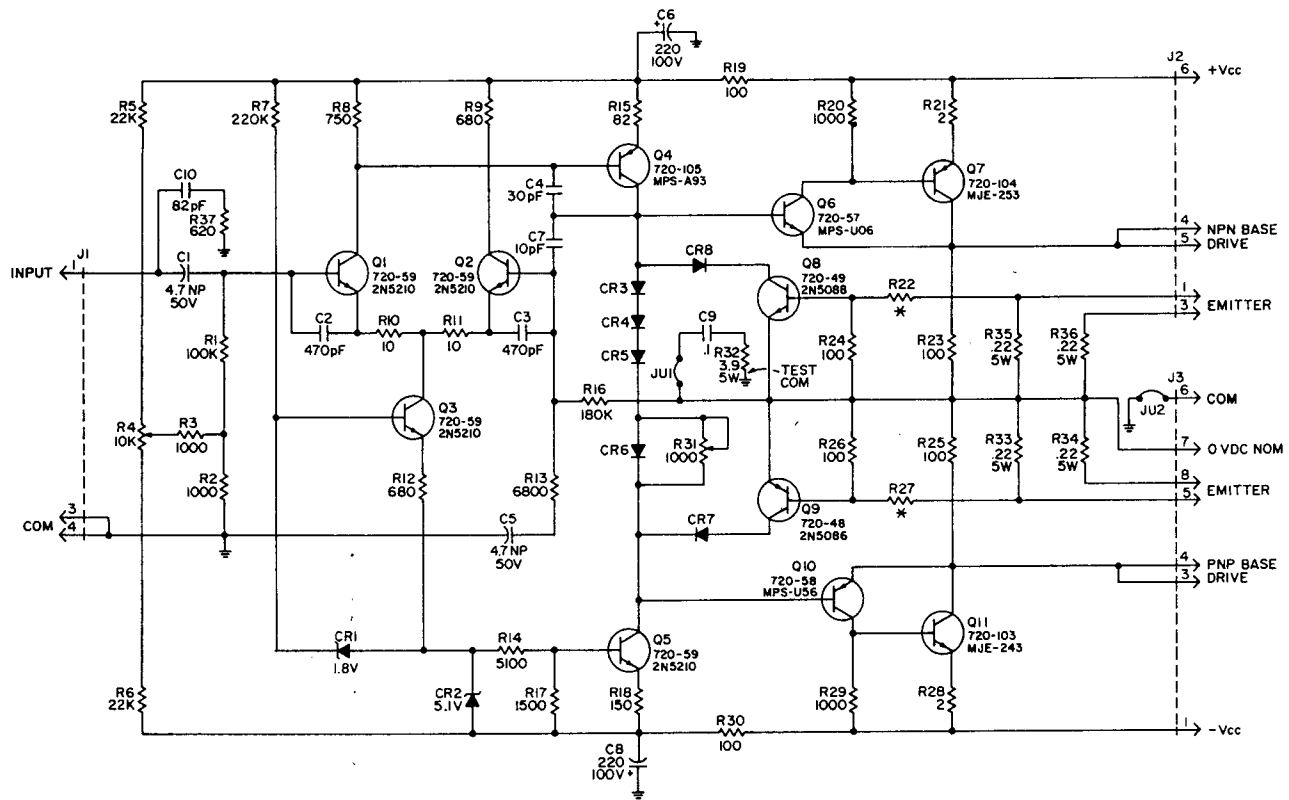 C6
+
220
100V
J2
R19
100
6
+Vcc
R5
22K
R7
220K
R8
750
R9
680
R15
82
R20
1000
R21
2
C10
82pF
R37
620
C4
30pF
Q4
720-105
MPS-A93
Q7
720-104
MJE-253
C7
10pF
Q6
720-57
MPS-U06
4
NPN BASE
5
DRIVE
J1
INPUT
1
C1
4.7 NP
50V
Q1
720-59
2N5210
Q2
720-59
2N5210
CR8
Q8
720-49
2N5088
R22
*
1
EMITTER
3
CR3
CR4
CR5
C2
470pF
R10
10
R11
10
C3
470pF
R1
100K
C9
.1
R32
3.9
5W
TEST
COM
JU1
R24
100
R23
100
R35
.22
5W
R36
.22
5W
J3
R16
180K
6
COM
JU2
Q3
720-59
2N5210
R4
10K
R3
1000
R2
1000
R12
680
R13
6800
CR6
R31
1000
R26
100
R25
100
R33
.22
5W
R34
.22
5W
7
0 VDC NOM
8
EMITTER
5
R27
*
COM
3
4
C5
4.7 NP
50V
CR7
Q9
720-48
2N5086
Q10
720-58
MPS-U56
4
PNP BASE
3
DRIVE
CR1
1.8V
R14
5100
Q5
720-59
2N5210
Q11
720-103
MJE-243
R6
22K
CR2
5.1V
R17
1500
R18
150
R29
1000
R28
2
R30
100
1
-Vcc
C8
220
100V
+